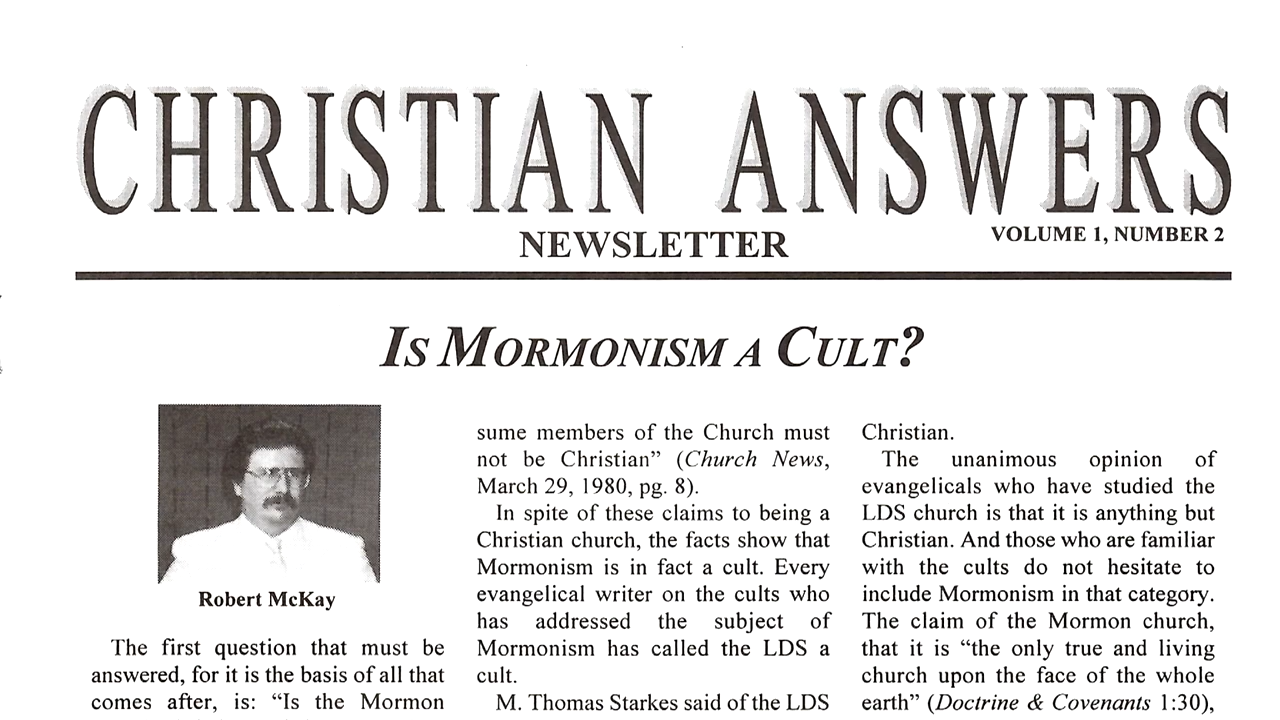 CHRISTIAN ANSWERS
NEWSLETTER
VOLUME 1, NUMBER 2
IS MORMONISM A CULT?
Robert McKay
The first question that must be
answered, for it is the basis of all that
comes after, is: “Is the Mormon
sume members of the Church must
not be Christian” (Church News,
March 29, 1980, pg. 8).
In spite of these claims to being a
Christian church, the facts show that
Mormonism is in fact a cult. Every
evangelical writer on the cults who
has addressed the subject of
Mormonism has called the LDS a
cult.
M. Thomas Starkes said of the LDS
Christian.
The unanimous opinion of
evangelicals who have studied the
LDS church is that it is anything but
Christian. And those who are familiar
with the cults do not hesitate to
include Mormonism in that category.
The claim of the Mormon church,
that it is “the only true and living
church upon the face of the whole
earth” (Doctrine & Covenants 1:30),